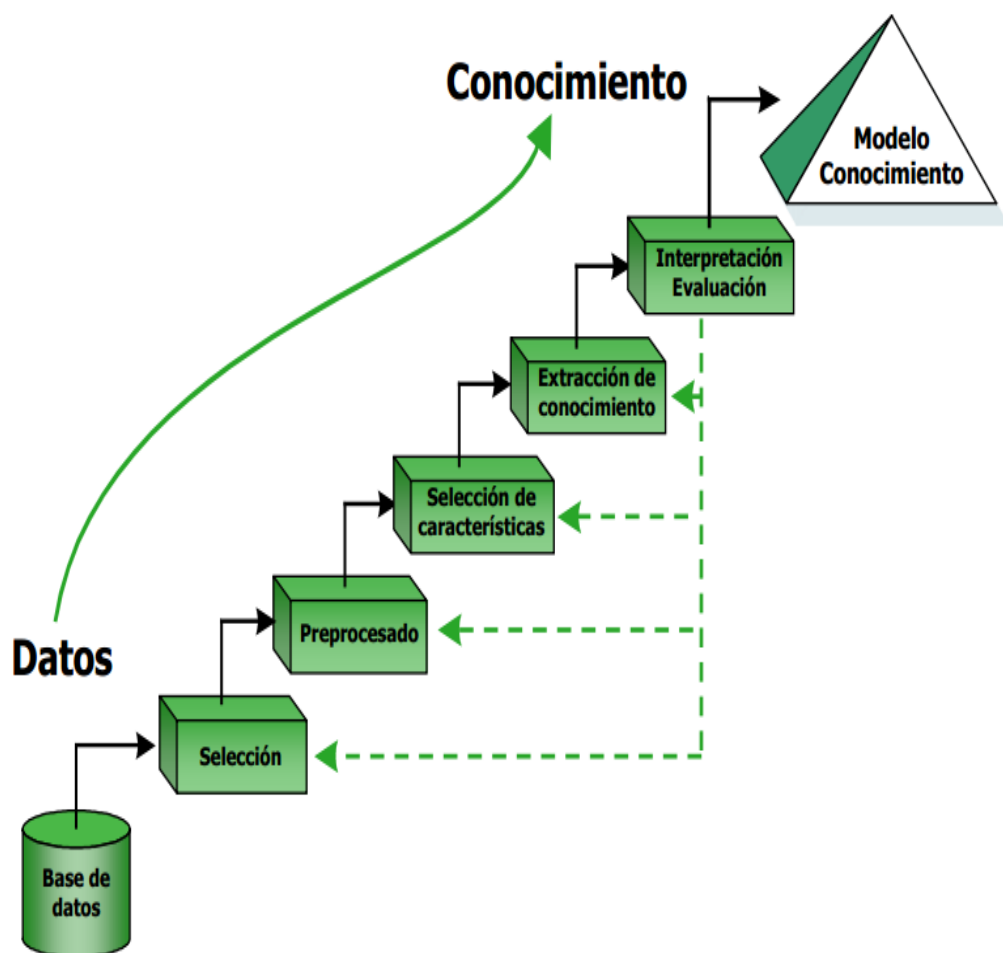 Conocimiento
Modelo
Conocimiento
Interpretación
Evaluación
Extracción de
conocimiento
Selección de
características
Preprocesado
Datos
Selección
Base de
datos